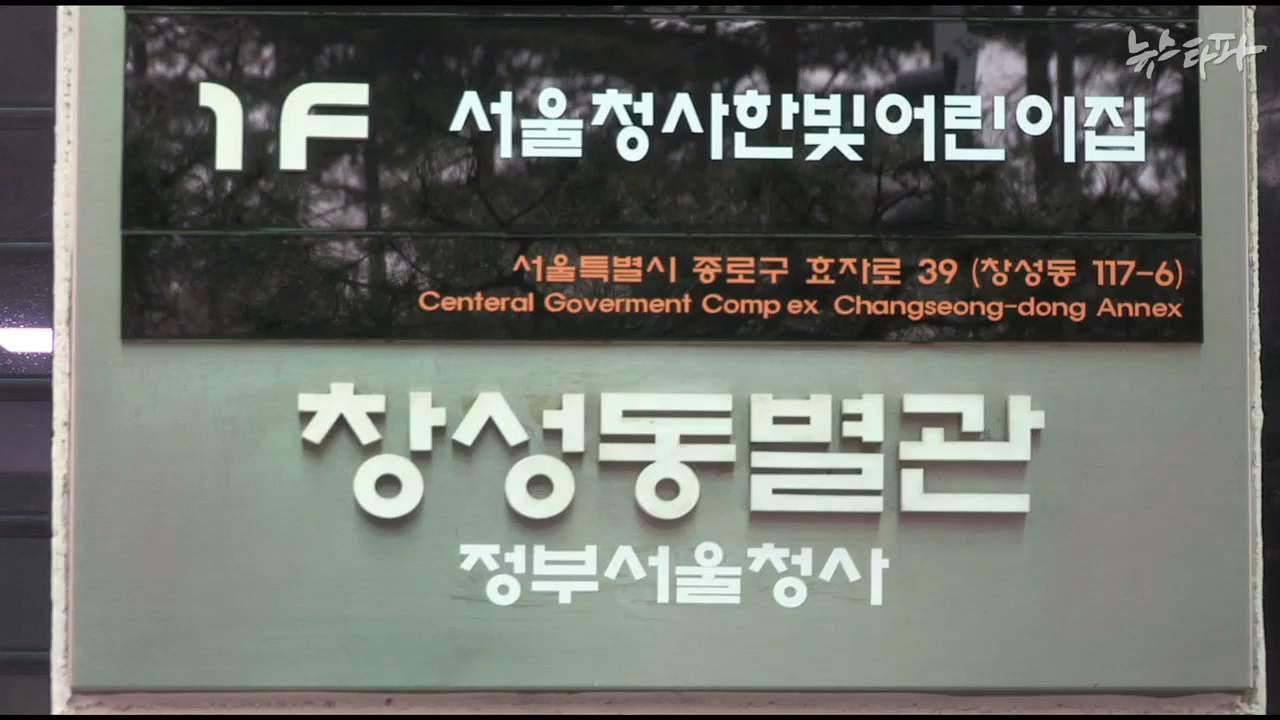 뉴스타파
1F 서울청사한빛어린이집
서울특별시 종로구 효자로 39 (창성동 117-6)
Centeral Goverment Comp ex Changseong-dong Annex
창성동별관
정부서울청사